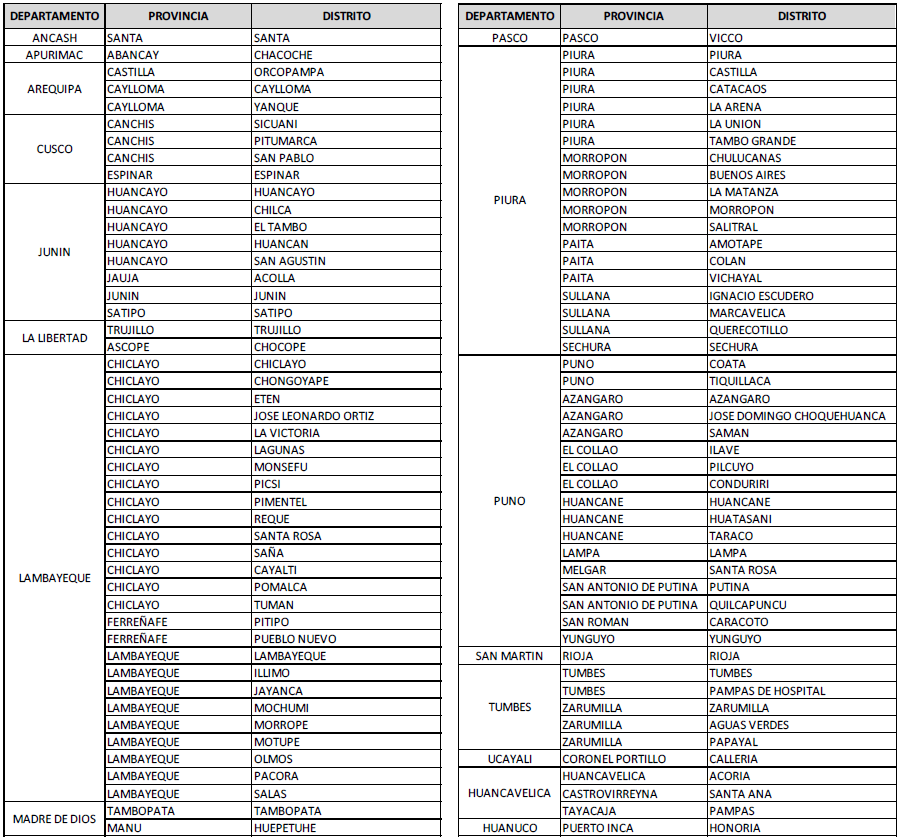 DEPARTAMENTO PROVINCIA DISTRITO
ANCASH SANTA SANTA
APURIMAC ABANCAY CHACOCHE
AREQUIPA CASTILLA ORCOPAMPA
CAYLLOMA CAYLLOMA
CAYLLOMA YANQUE
CUSCO CANCHIS SICUANI
CANCHIS PITUMARCA
CANCHIS SAN PABLO
ESPINAR ESPINAR
JUNIN HUANCAYO HUANCAYO
HUANCAYO CHILCA
HUANCAYO EL TAMBO
HUANCAYO HUANCAN
HUANCAYO SAN AGUSTIN
JAUJA ACOLLA
JUNIN JUNIN
SATIPO SATIPO
LA LIBERTAD TRUJILLO TRUJILLO
ASCOPE CHOCOPE
LAMBAYEQUE CHICLAYO CHICLAYO
CHICLAYO CHONGOYAPE
CHICLAYO ETEN
CHICLAYO JOSE LEONARDO ORTIZ
CHICLAYO LA VICTORIA
CHICLAYO LAGUNAS
CHICLAYO MONSEFU
CHICLAYO PICSI
CHICLAYO PIMENTEL
CHICLAYO REQUE
CHICLAYO SANTA ROSA
CHICLAYO SAÑA
CHICLAYO CAYALTI
CHICLAYO POMALCA
CHICLAYO TUMAN
FERREÑAFE PITIPO
FERREÑAFE PUEBLO NUEVO
LAMBAYEQUE LAMBAYEQUE
LAMBAYEQUE ILLIMO
LAMBAYEQUE JAYANCA
LAMBAYEQUE MOCHUMI
LAMBAYEQUE MORROPE
LAMBAYEQUE MOTUPE
LAMBAYEQUE OLMOS
LAMBAYEQUE PACORA
LAMBAYEQUE SALAS
MADRE DE DIOS TAMBOPATA TAMBOPATA
MANU HUEPETUHE
DEPARTAMENTO PROVINCIA DISTRITO
PASCO PASCO VICCO
PIURA PIURA PIURA
PIURA CASTILLA
PIURA CATACAOS
PIURA LA ARENA
PIURA LA UNION
PIURA TAMBO GRANDE
MORROPON CHULUCANAS
MORROPON BUENOS AIRES
MORROPON LA MATANZA
MORROPON MORROPON
MORROPON SALITRAL
PAITA AMOTAPE
PAITA COLAN
PAITA VICHAYAL
SULLANA IGNACIO ESCUDERO
SULLANA MARCAVELICA
SULLANA QUERECOTILLO
SECHURA SECHURA
PUNO PUNO COATA
PUNO TIQUILLACA
AZANGARO AZANGARO
AZANGARO JOSE DOMINGO CHOQUEHUANCA
AZANGARO SAMAN
EL COLLAO ILAVE
EL COLLAO PILCUYO
EL COLLAO CONDURIRI
HUANCANE HUANCANE
HUANCANE HUATASANI
HUANCANE TARACO
LAMPA LAMPA
MELGAR SANTA ROSA
SAN ANTONIO DE PUTINA PUTINA
SAN ANTONIO DE PUTINA QUILCAPUNCU
SAN ROMAN CARACOTO
YUNGUYO YUNGUYO
SAN MARTIN RIOJA RIOJA
TUMBES TUMBES TUMBES
TUMBES PAMPAS DE HOSPITAL
ZARUMILLA ZARUMILLA
ZARUMILLA AGUAS VERDES
ZARUMILLA PAPAYAL
UCAYALI CORONEL PORTILLO CALLERIA
HUANCAVELICA HUANCAVELICA ACORIA
CASTROVIRREYNA SANTA ANA
TAYACAJA PAMPAS
HUANUCO PUERTO INCA HONORIA